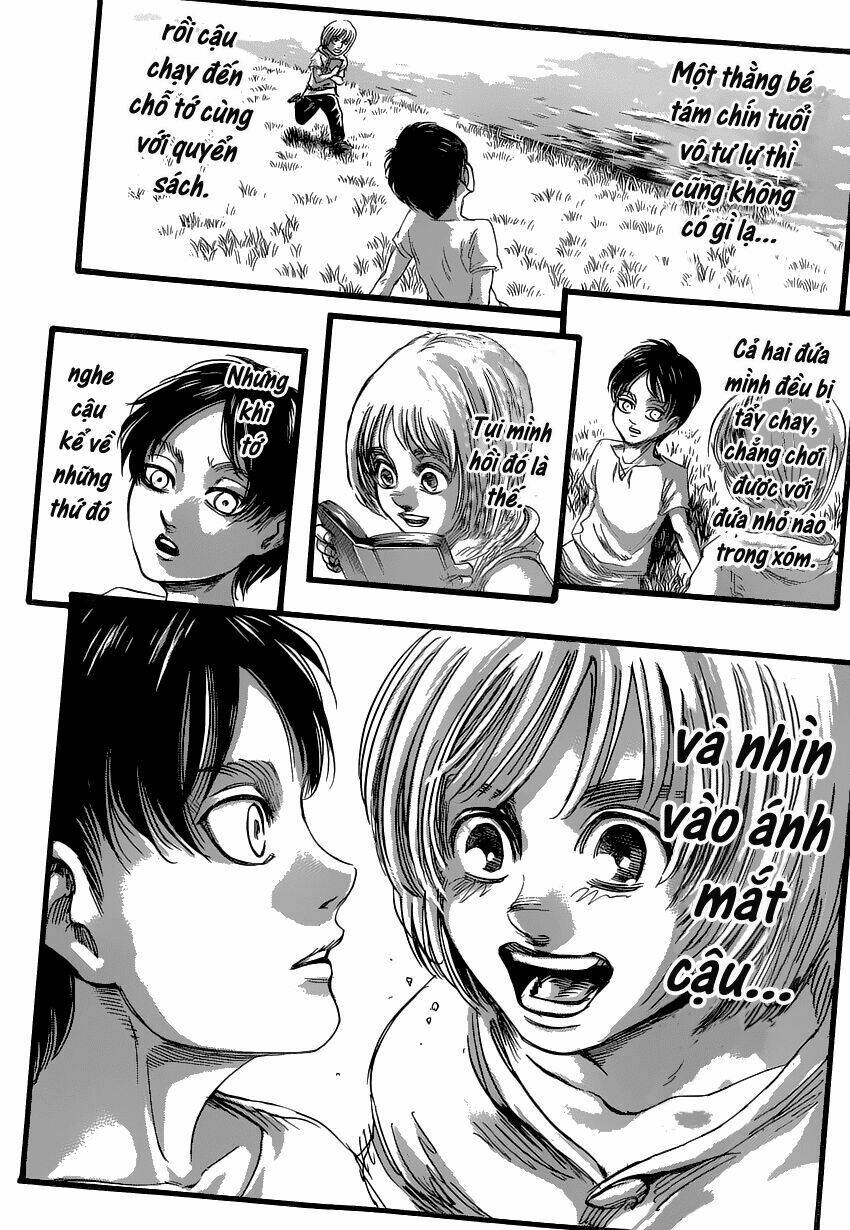 Một thằng bé
tám chín tuổi
vô tư lự thì
cũng không
có gì lạ...
rồi cậu
chạy đến
chỗ tớ cùng
với quyển
sách.
Cả hai đứa
mình đều bị
tẩy chay,
chẳng chơi
được với
đứa nhỏ nào
trong xóm.
Tụi mình
hồi đó là
thế.
Nhưng
khi
tớ
nghe
cậu
kể về
những
thứ đó
và nhìn
vào ánh
mắt
cậu...